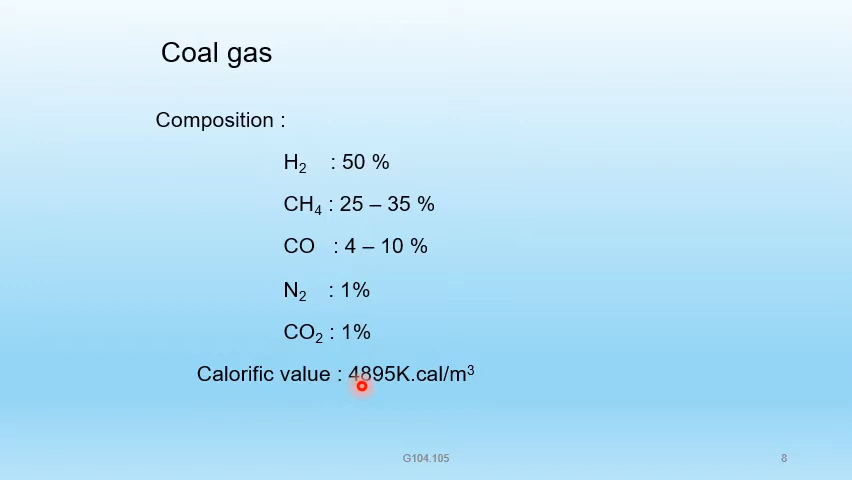 Coal gas
Composition :
H₂ : 50 %
CH₄ : 25 – 35 %
CO : 4 – 10 %
N₂ : 1%
CO₂ : 1%
Calorific value : 4895K.cal/m³
G104.105
8